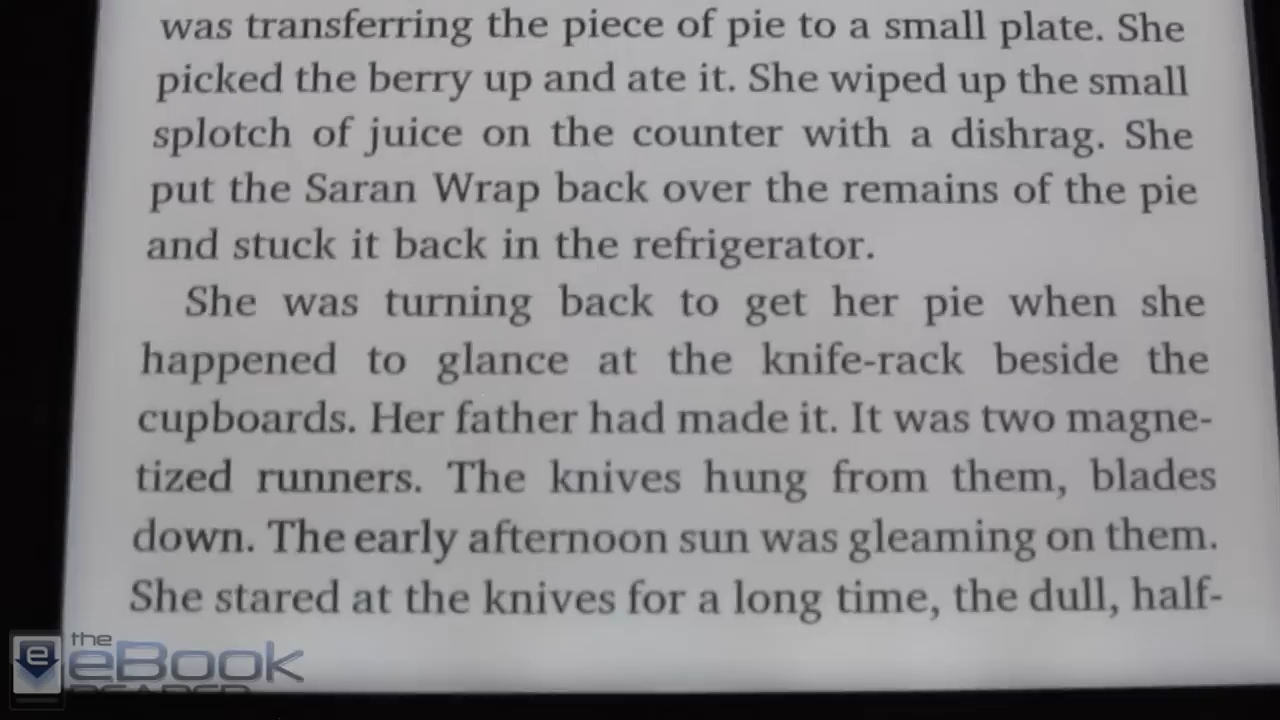 was transferring the piece of pie to a small plate. She
picked the berry up and ate it. She wiped up the small
splotch of juice on the counter with a dishrag. She
put the Saran Wrap back over the remains of the pie
and stuck it back in the refrigerator.
She was turning back to get her pie when she
happened to glance at the knife-rack beside the
cupboards. Her father had made it. It was two magne-
tized runners. The knives hung from them, blades
down. The early afternoon sun was gleaming on them.
She stared at the knives for a long time, the dull, half-
the
eBook
READER
e